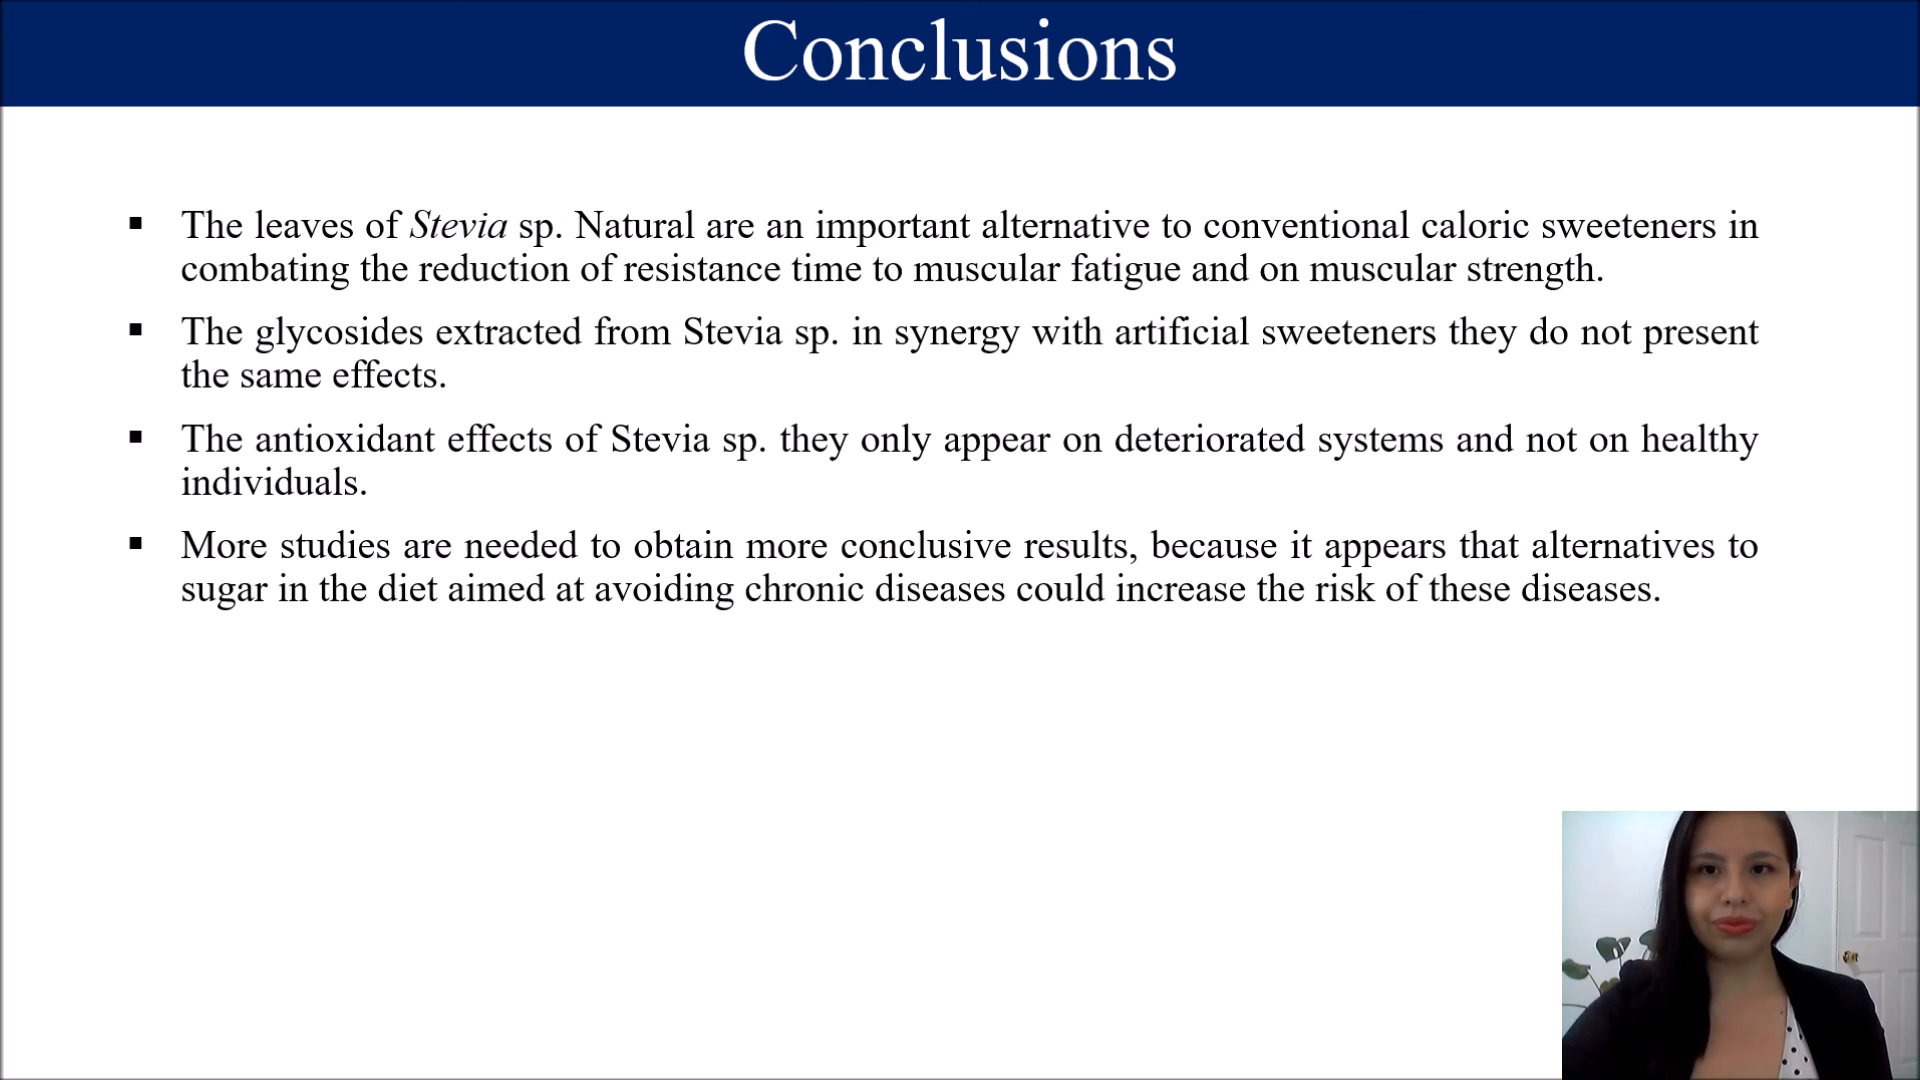 Conclusions
▪ The leaves of Stevia sp. Natural are an important alternative to conventional caloric sweeteners in
combating the reduction of resistance time to muscular fatigue and on muscular strength.
▪ The glycosides extracted from Stevia sp. in synergy with artificial sweeteners they do not present
the same effects.
▪ The antioxidant effects of Stevia sp. they only appear on deteriorated systems and not on healthy
individuals.
▪ More studies are needed to obtain more conclusive results, because it appears that alternatives to
sugar in the diet aimed at avoiding chronic diseases could increase the risk of these diseases.